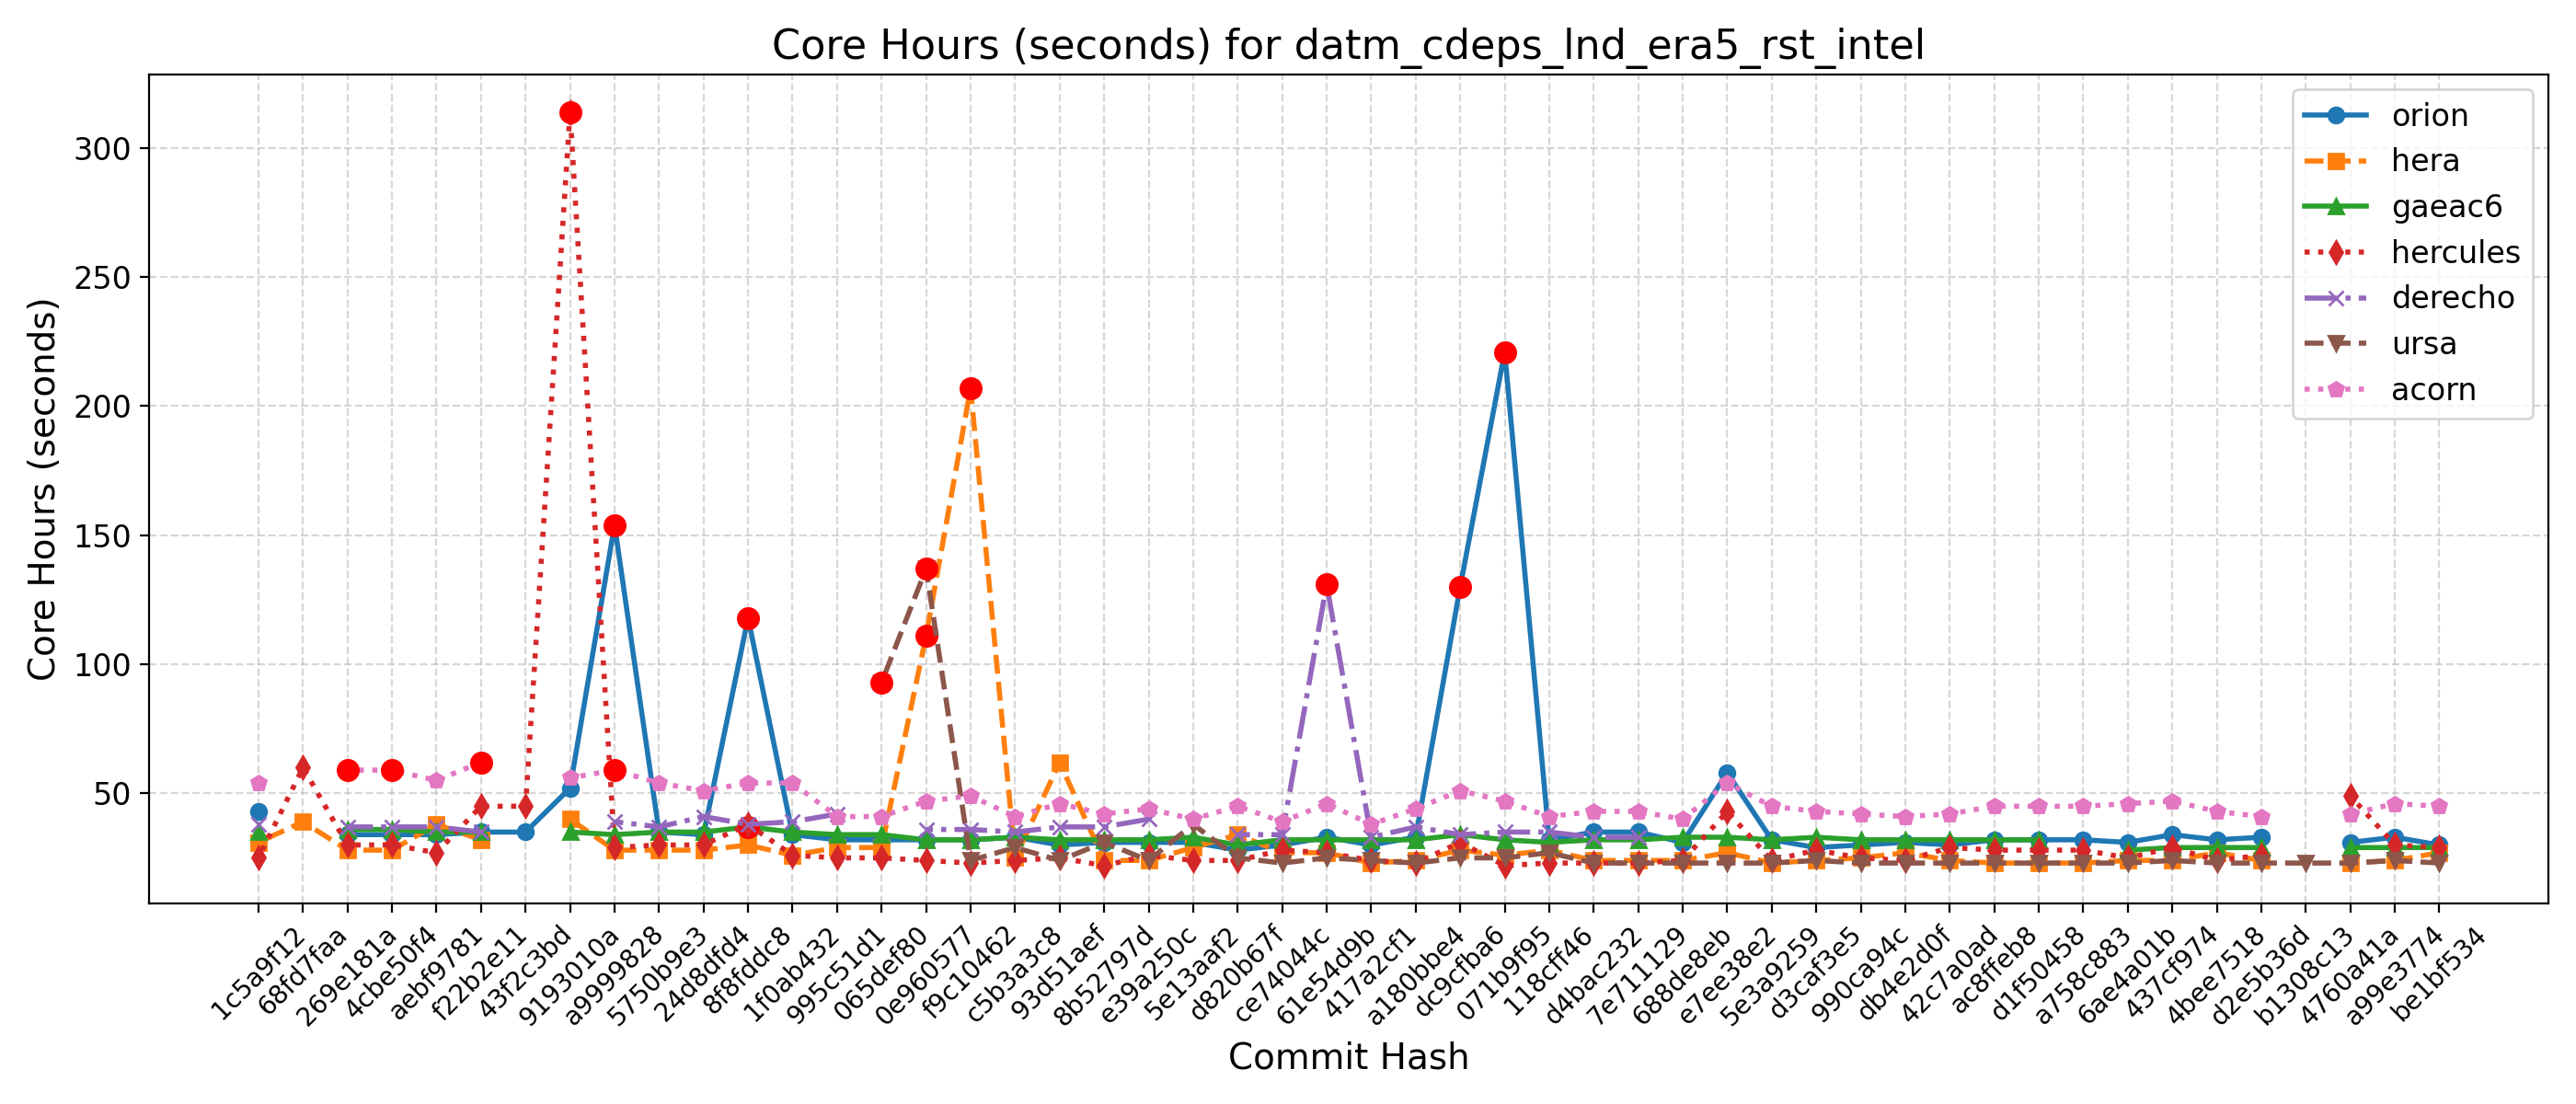 Core Hours (seconds) for datm_cdeps_lnd_era5_rst_intel
Core Hours (seconds)
300
250
200
150
100
50
orion
hera
gaeac6
hercules
derecho
ursa
acorn
1c5a9f12
68fd7faa
269e181a
4cbe50f4
aebf9781
f22b2e11
43f2c3bd
9193010a
a9999828
5750b9e3
24d8dfd4
8f8fddc8
1f0ab432
995c51d1
065def80
0e960577
f9c10462
c5b3a3c8
93d51aef
8b52797d
e39a250c
5e13aaf2
d820b67f
ce74044c
61e54d9b
417a2cf1
a180bbe4
dc9cfba6
071b9f95
118cff46
d4bac232
7e711129
688de8eb
e7ee38e2
5e3a9259
d3caf3e5
990ca94c
db4e2d0f
42c7a0ad
ac8ffeb8
d1f50458
a758c883
6ae4a01b
437cf974
4bee7518
d2e5b36d
b1308c13
4760a41a
a99e3774
be1bf534
Commit Hash